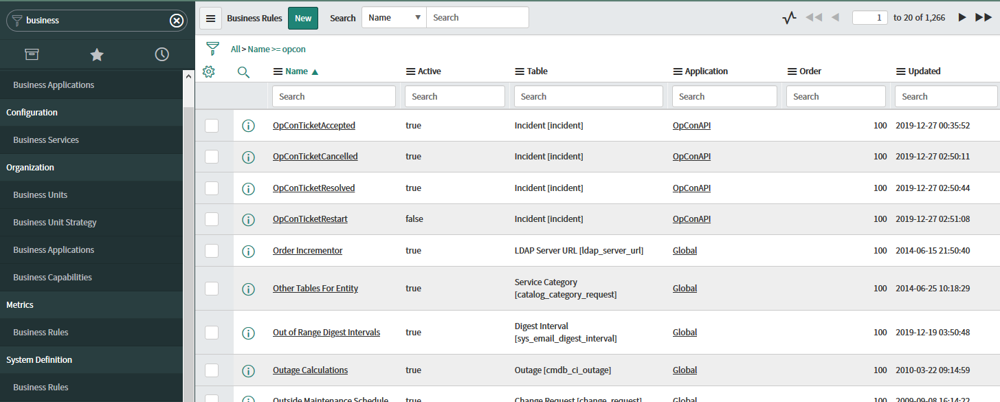 business
Business Applications
Configuration
Business Services
Organization
Business Units
Business Unit Strategy
Business Applications
Business Capabilities
Metrics
Business Rules
System Definition
Business Rules
Business Rules New Search Name Search 1 to 20 of 1,266
All > Name >= opcon
Name Active Table Application Order Updated
Search Search Search Search Search Search
OpConTicketAccepted true Incident [incident] OpConAPI 100 2019-12-27 00:35:52
OpConTicketCancelled true Incident [incident] OpConAPI 100 2019-12-27 02:50:11
OpConTicketResolved true Incident [incident] OpConAPI 100 2019-12-27 02:50:44
OpConTicketRestart false Incident [incident] OpConAPI 100 2019-12-27 02:51:08
Order Incrementor true LDAP Server URL [ldap_server_url] Global 100 2014-06-15 21:50:40
Other Tables For Entity true Service Category
[catalog_category_request] Global 100 2014-06-25 10:18:29
Out of Range Digest Intervals true Digest Interval
[sys_email_digest_interval] Global 100 2019-12-19 03:50:48
Outage Calculations true Outage [cmdb_ci_outage] Global 100 2010-03-22 09:14:59
Outside Maintenance Schedule true Change Request [change_request] Global 100 2009-09-08 16:14:22